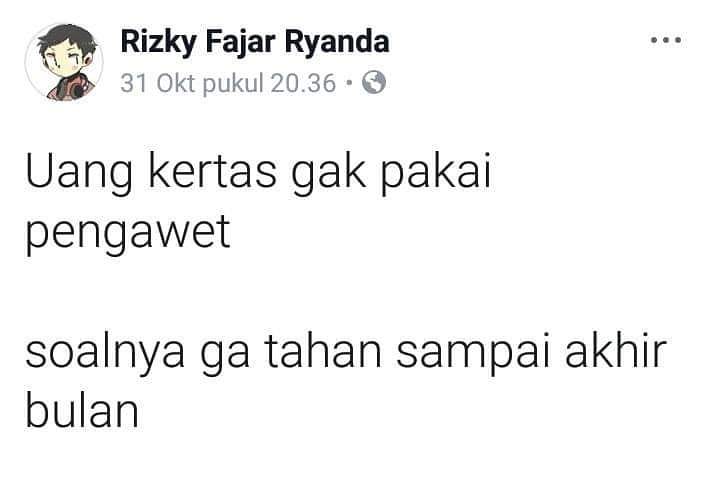 Rizky Fajar Ryanda
31 Okt pukul 20.36 •
Uang kertas gak pakai
pengawet
soalnya ga tahan sampai akhir
bulan